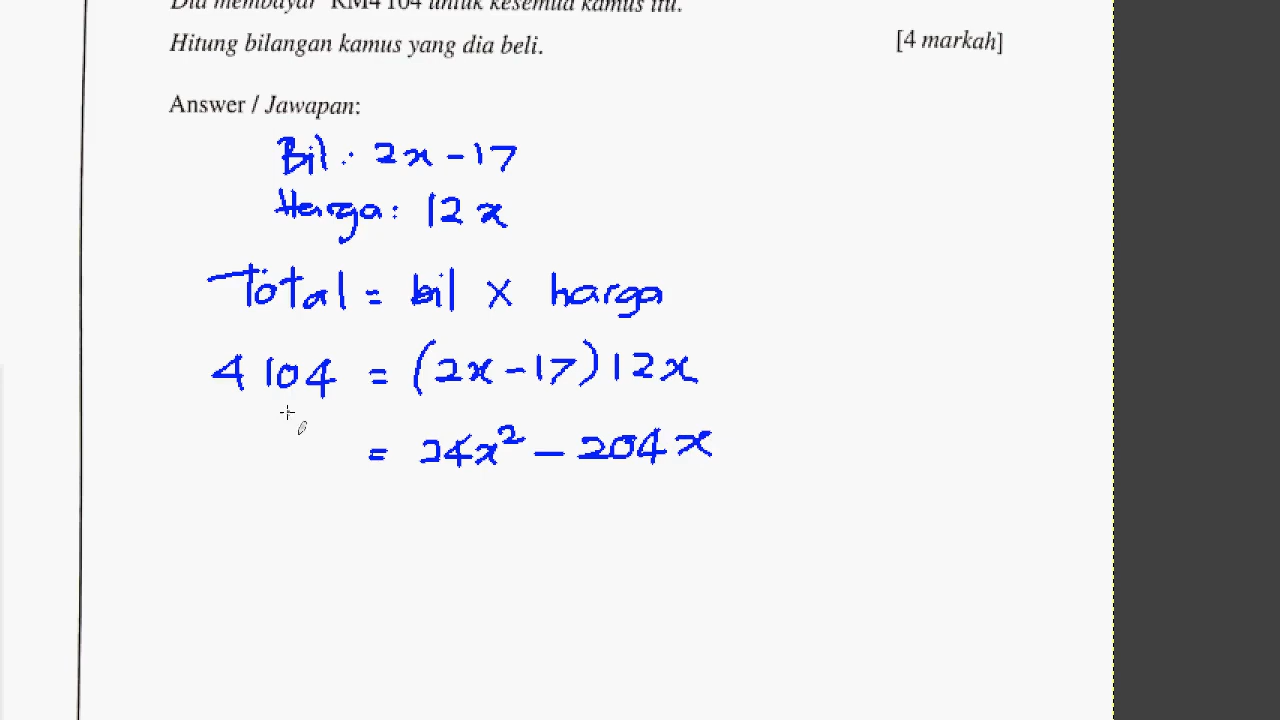 Dia membayar RM4 104 untuk kesemua kamus itu.
Hitung bilangan kamus yang dia beli.
[4 markah]
Answer / Jawapan:
Bil : 2x - 17
Harga : 12x
Total = bil × harga
4104 = (2x - 17) 12x
= 24x² - 204x